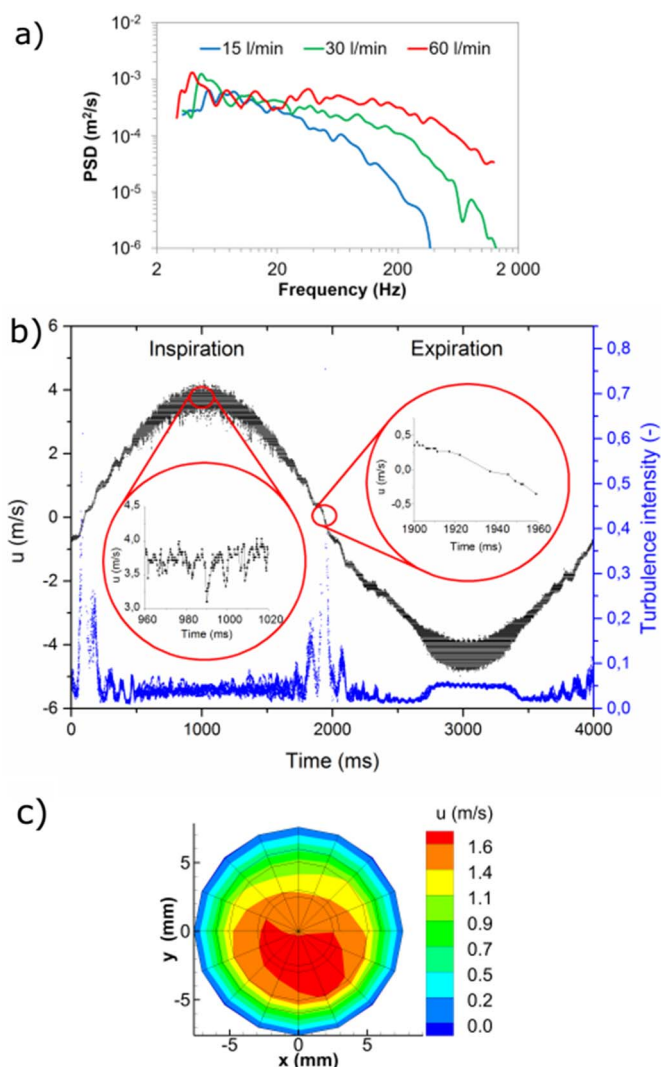 a)
15 l/min 30 l/min 60 l/min
10-2
10-3
10-4
10-5
10-6
PSD (m2/s)
2 20 200 2 000
Frequency (Hz)
b)
Inspiration Expiration
6
4
2
0
-2
-4
-6
u (m/s)
0,8
0,7
0,6
0,5
0,4
0,3
0,2
0,1
0,0
Turbulence intensity (-)
0,5
0,0
-0,5
u (m/s)
1900 1920 1940 1960
Time (ms)
4,5
4,0
3,5
3,0
u (m/s)
960 980 1000 1020
Time (ms)
0 1000 2000 3000 4000
Time (ms)
c)
u (m/s)
5
0
-5
y (mm)
-5 0 5
x (mm)
1.6
1.4
1.1
0.9
0.7
0.5
0.2
0.0